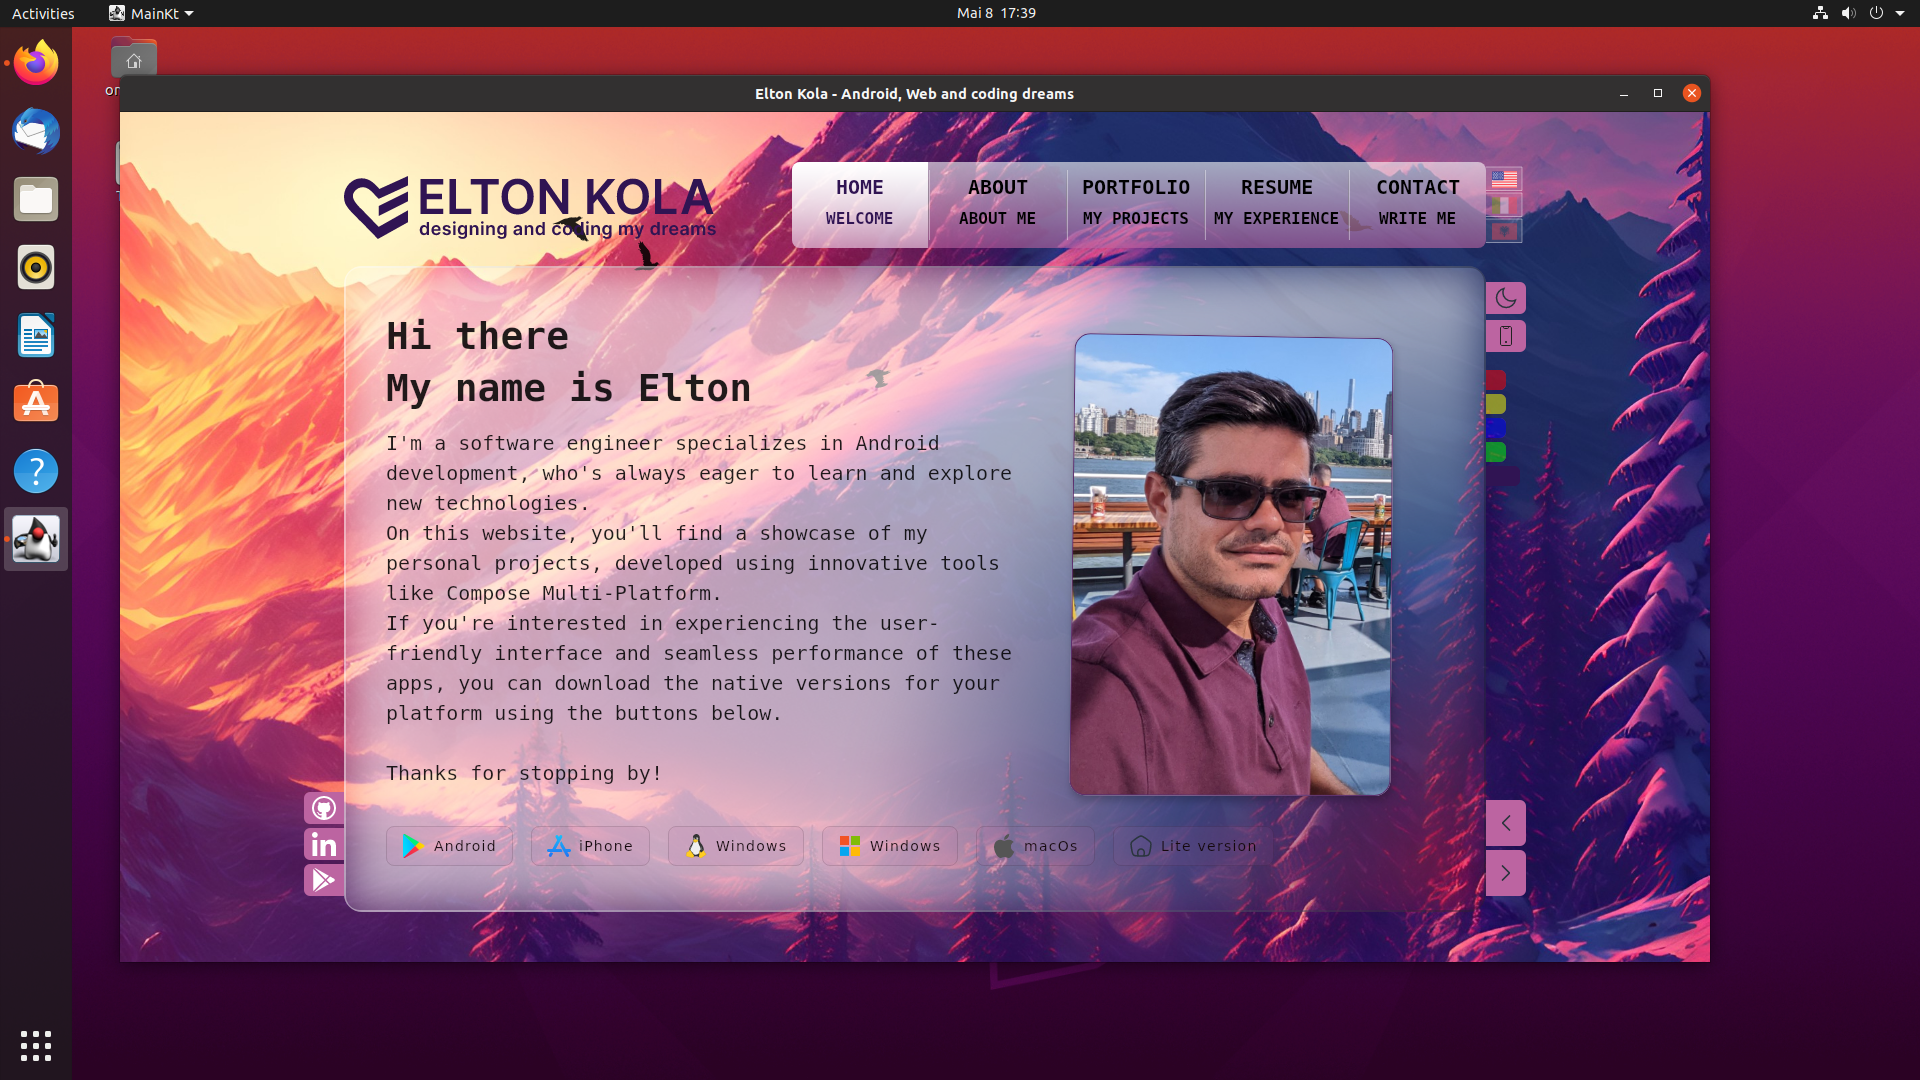 Activities
MainKt
Mai 8 17:39
or
Elton Kola - Android, Web and coding dreams
ELTON KOLA
designing and coding my dreams
HOME
WELCOME
ABOUT
ABOUT ME
PORTFOLIO
MY PROJECTS
RESUME
MY EXPERIENCE
CONTACT
WRITE ME
Hi there
My name is Elton
I'm a software engineer specializes in Android
development, who's always eager to learn and explore
new technologies.
On this website, you'll find a showcase of my
personal projects, developed using innovative tools
like Compose Multi-Platform.
If you're interested in experiencing the user-
friendly interface and seamless performance of these
apps, you can download the native versions for your
platform using the buttons below.
Thanks for stopping by!
Android
iPhone
Windows
Windows
macOs
Lite version
in